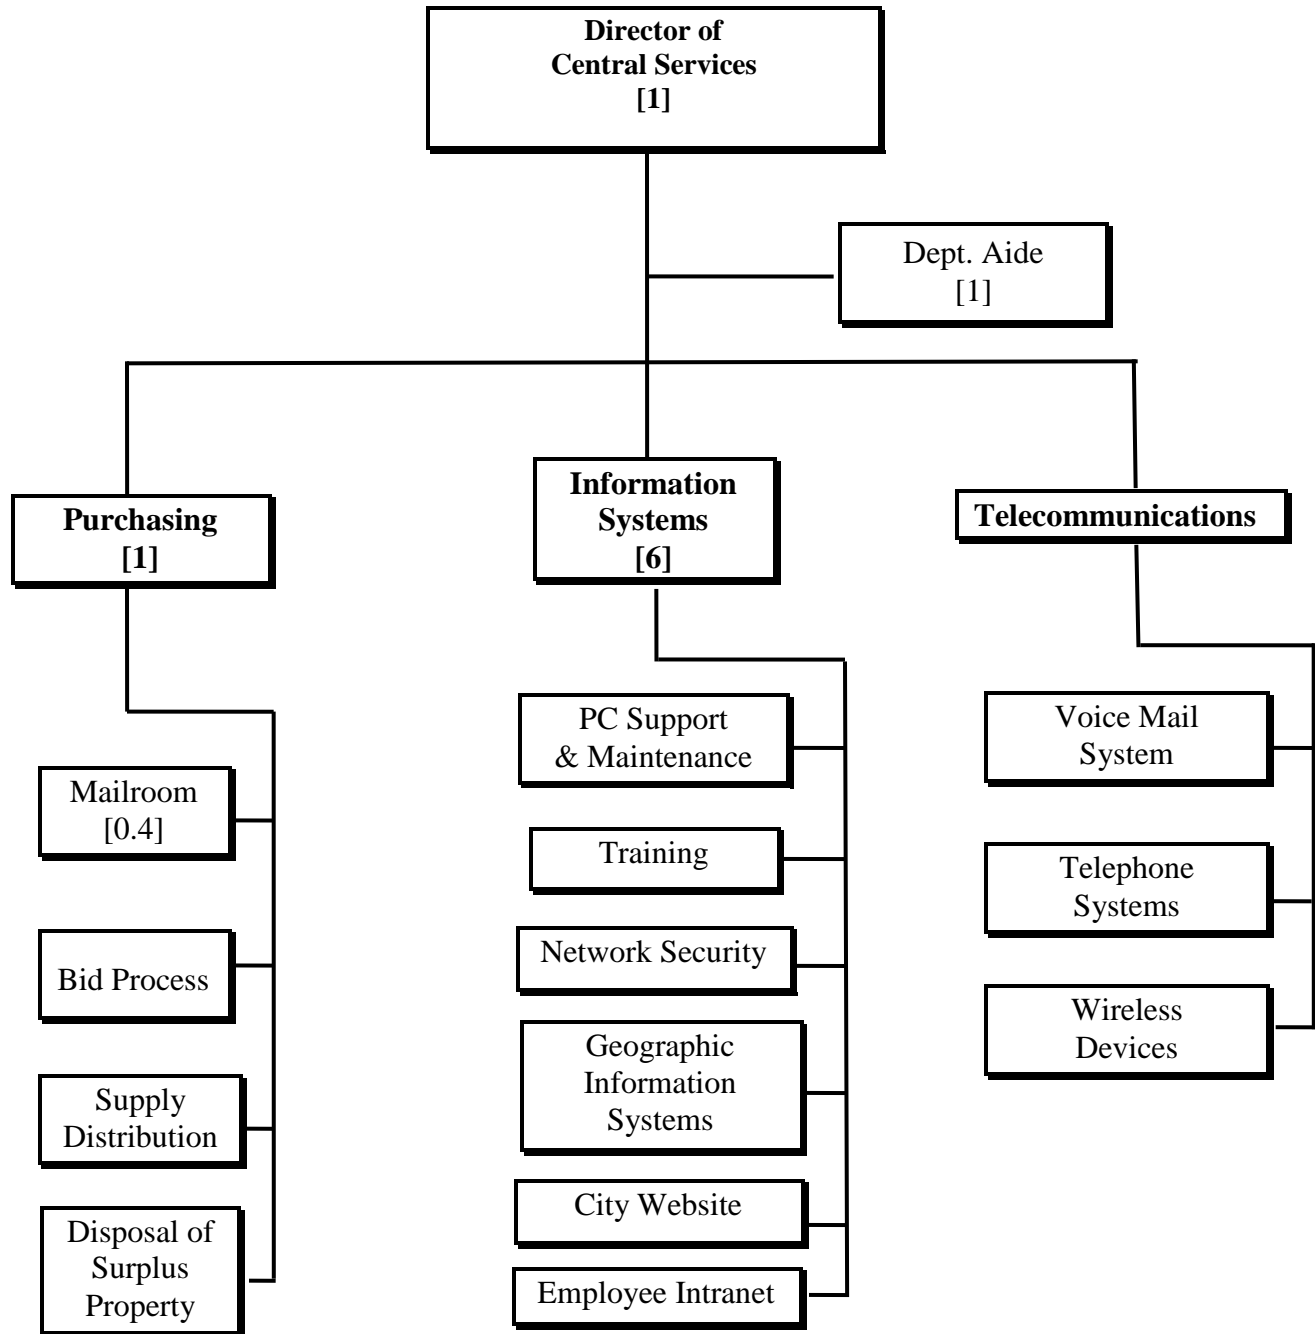 Director of
Central Services
[1]
Dept. Aide
[1]
Purchasing
[1]
Information
Systems
[6]
Telecommunications
Mailroom
[0.4]
Bid Process
Supply
Distribution
Disposal of
Surplus
Property
PC Support
& Maintenance
Training
Network Security
Geographic
Information
Systems
City Website
Employee Intranet
Voice Mail
System
Telephone
Systems
Wireless
Devices